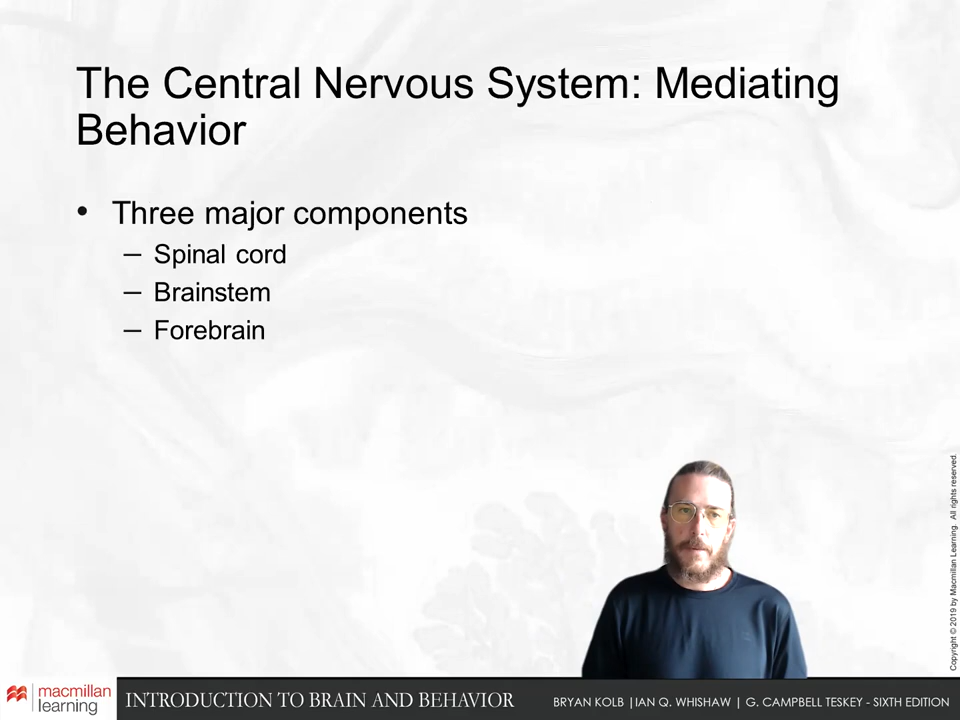 The Central Nervous System: Mediating
Behavior
• Three major components
– Spinal cord
– Brainstem
– Forebrain
Copyright © 2019 by Macmillan Learning. All rights reserved.
macmillan
learning
INTRODUCTION TO BRAIN AND BEHAVIOR
BRYAN KOLB |IAN Q. WHISHAW | G. CAMPBELL TESKEY - SIXTH EDITION